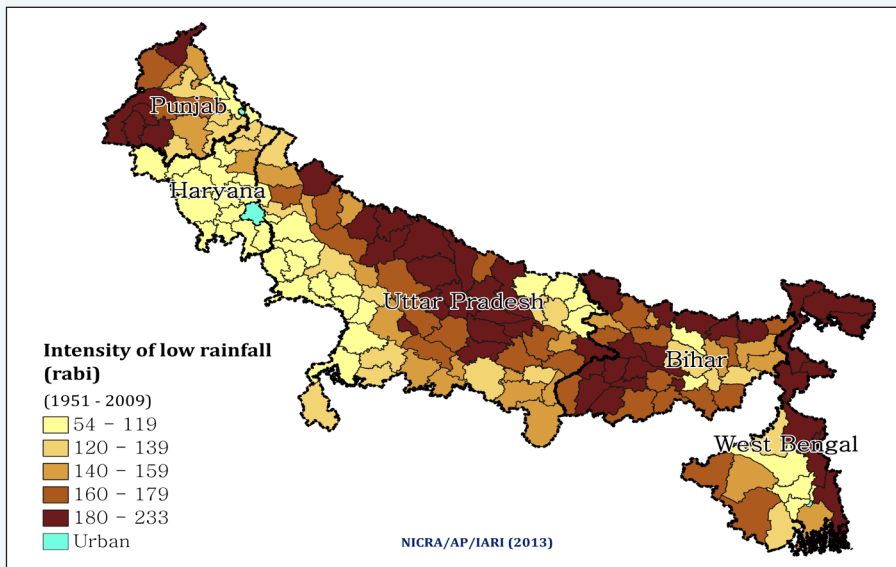 Punjab
Haryana
Uttar Pradesh
Bihar
West Bengal
Intensity of low rainfall
(rabi)
(1951 - 2009)
54 - 119
120 - 139
140 - 159
160 - 179
180 - 233
Urban
NICRA/AP/IARI (2013)